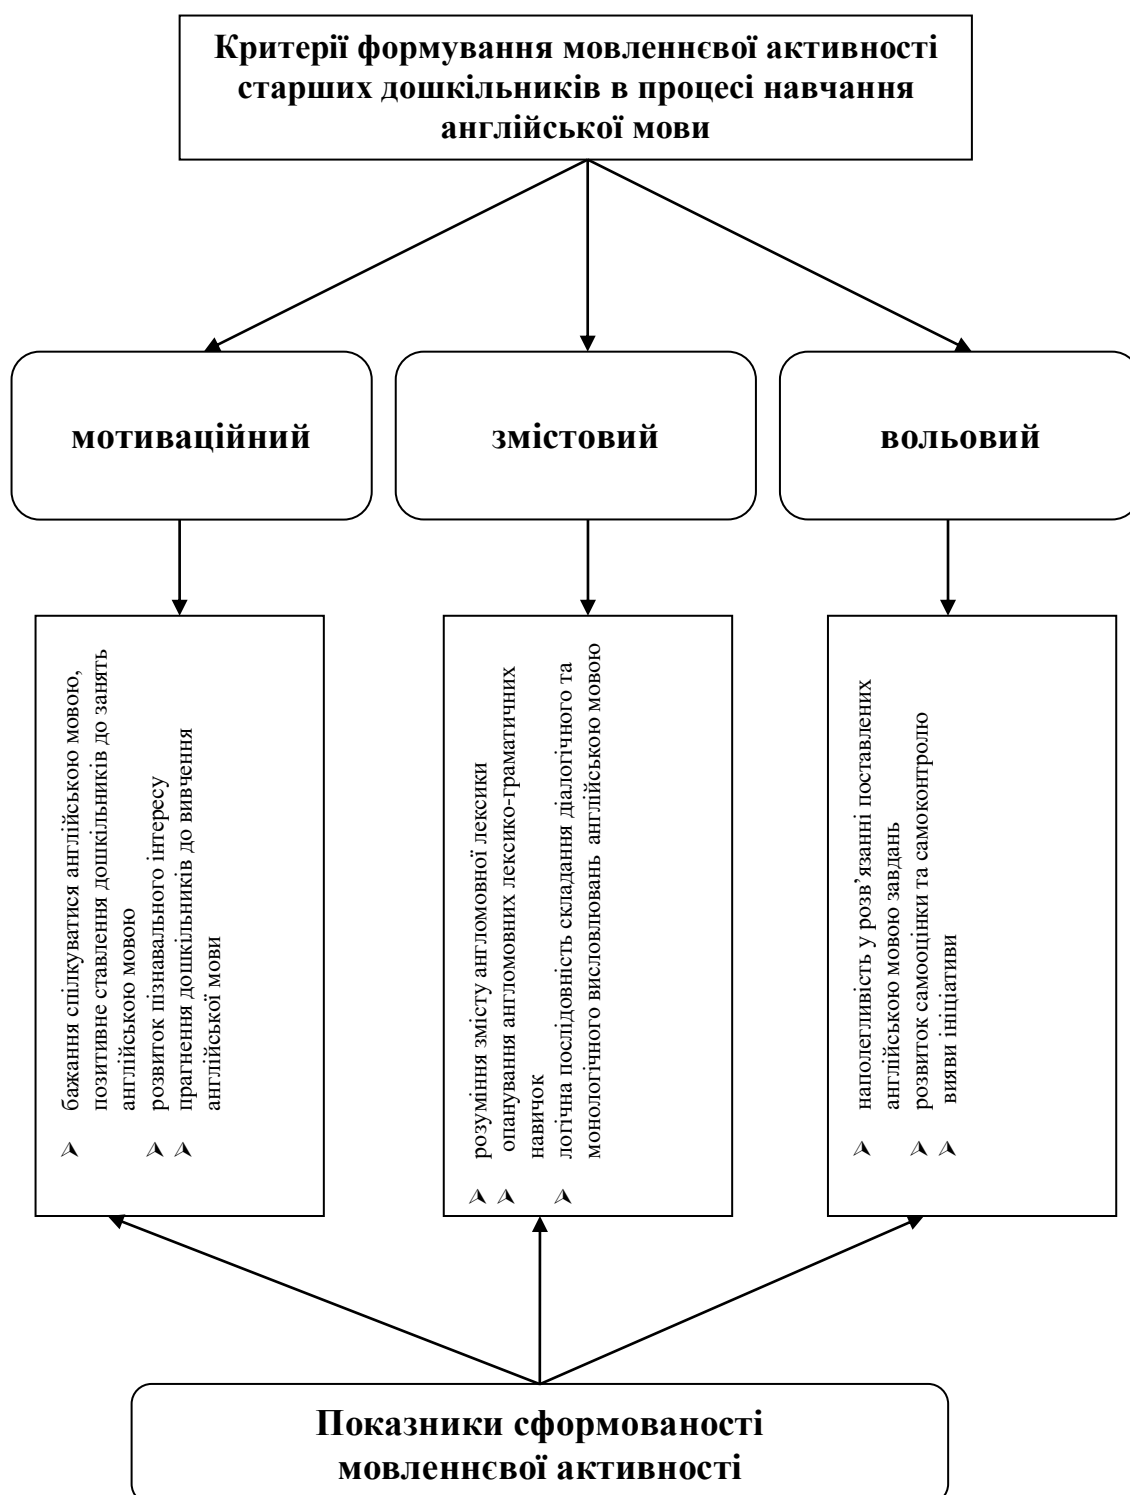 Критерії формування мовленнєвої активності
старших дошкільників в процесі навчання
англійської мови
мотиваційний
змістовий
вольовий
➢ бажання спілкуватися англійською мовою,
позитивне ставлення дошкільників до занять
англійською мовою
➢ розвиток пізнавального інтересу
➢ прагнення дошкільників до вивчення
англійської мови
➢ розуміння змісту англомовної лексики
➢ опанування англомовних лексико-граматичних
навичок
➢ логічна послідовність складання діалогічного та
монологічного висловлювань англійською мовою
➢ наполегливість у розв’язанні поставлених
англійською мовою завдань
➢ розвиток самооцінки та самоконтролю
➢ вияви ініціативи
Показники сформованості
мовленнєвої активності